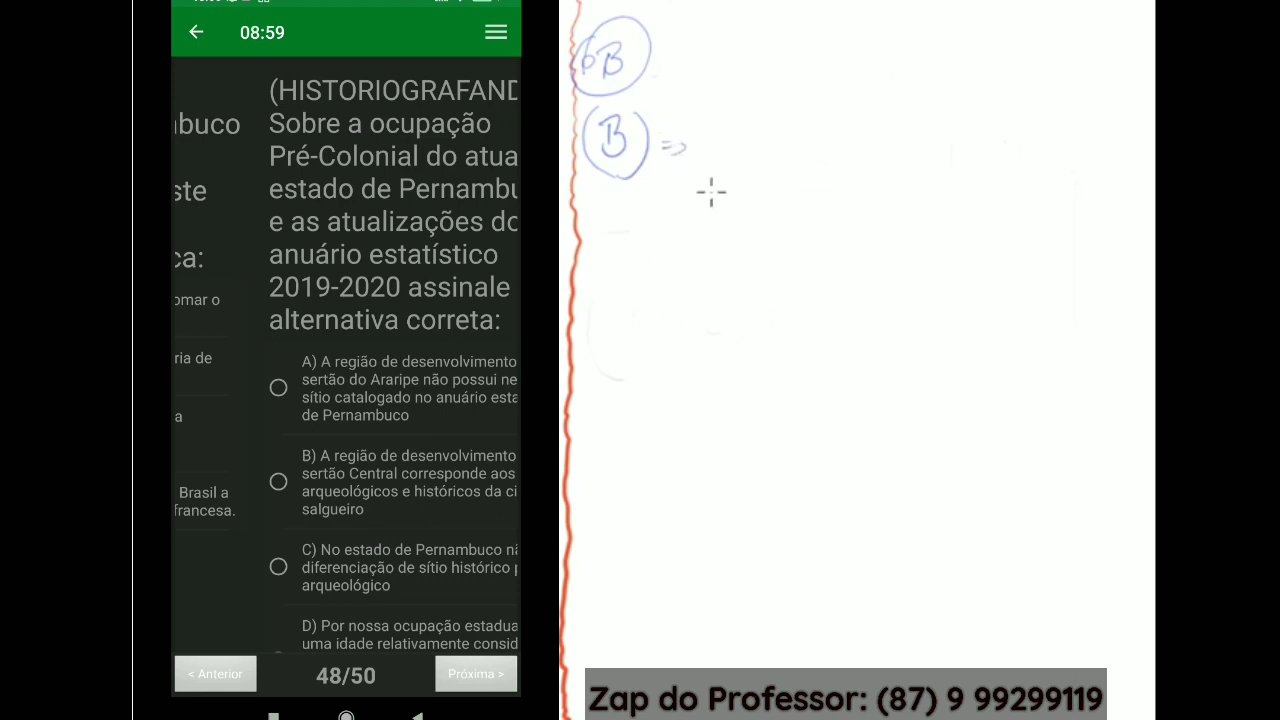 08:59
buco
ste
ca:
omar o
ria de
a
Brasil a
francesa.
(HISTORIOGRAFAND
Sobre a ocupação
Pré-Colonial do atua
estado de Pernambu
e as atualizações do
anuário estatístico
2019-2020 assinale
alternativa correta:
A) A região de desenvolvimento
sertão do Araripe não possui ne
sítio catalogado no anuário esta
de Pernambuco
B) A região de desenvolvimento
sertão Central corresponde aos
arqueológicos e históricos da ci
salgueiro
C) No estado de Pernambuco nã
diferenciação de sítio histórico p
arqueológico
D) Por nossa ocupação estadua
uma idade relativamente consid
< Anterior
48/50
Próxima >
6B
B =>
Zap do Professor: (87) 9 99299119